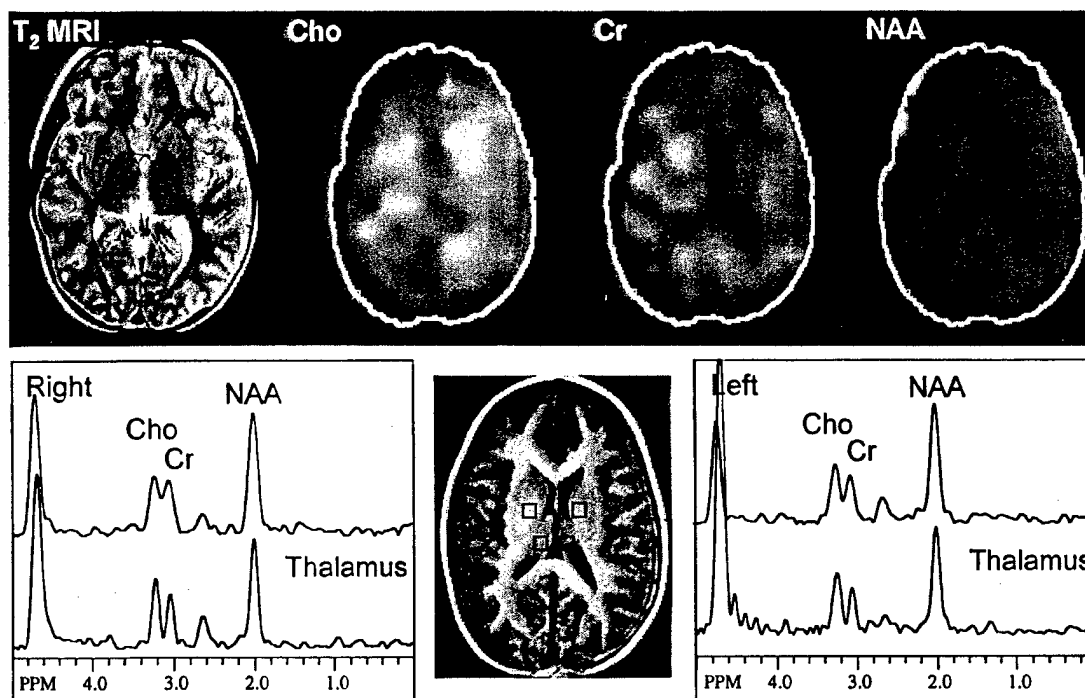 T₂ MRI
Cho
Cr
NAA
Right
Cho
Cr
NAA
Thalamus
PPM 4.0 3.0 2.0 1.0
Left
Cho
Cr
NAA
Thalamus
PPM 4.0 3.0 2.0 1.0